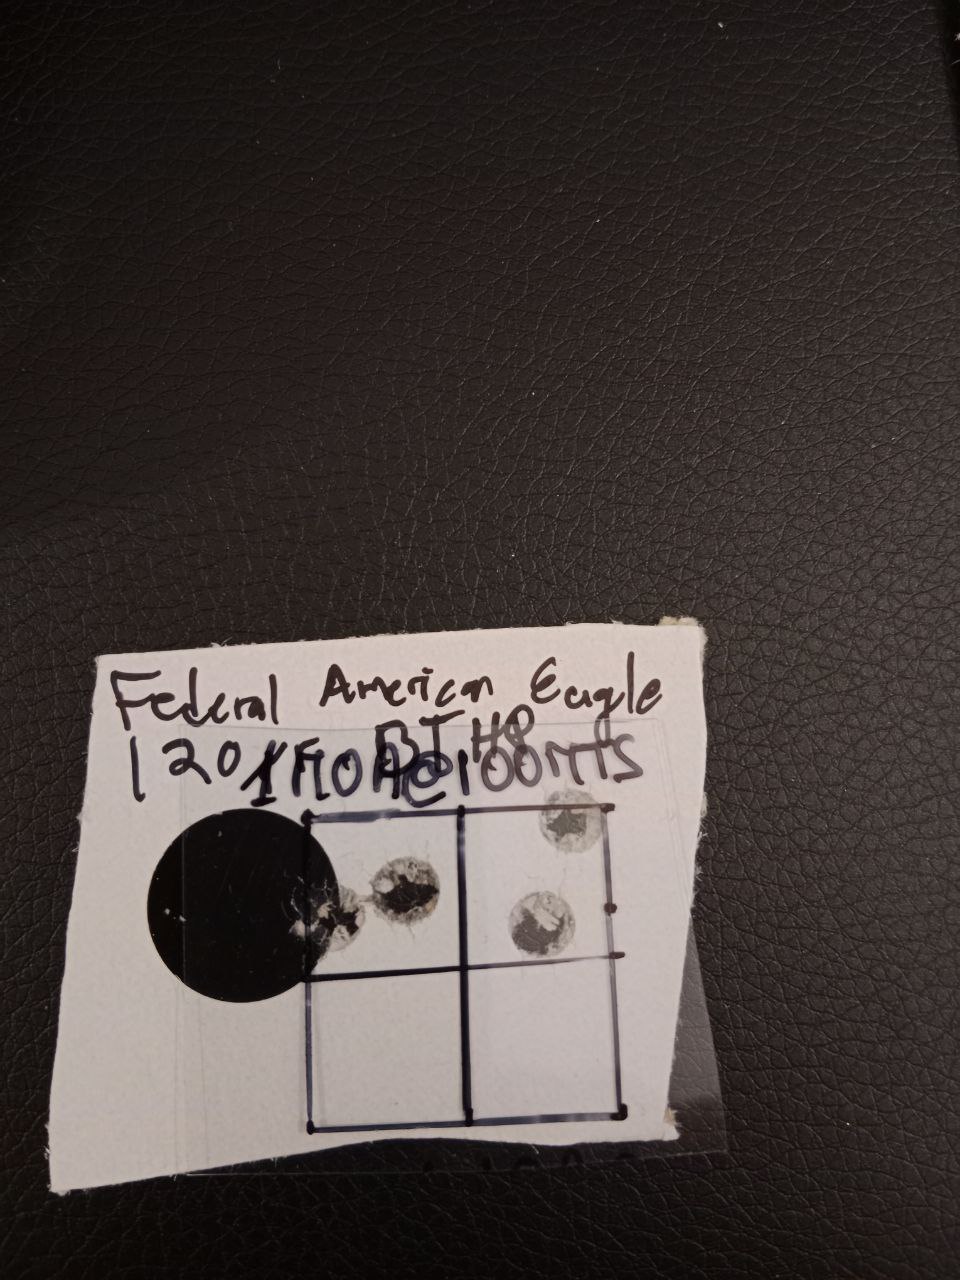 Federal American Eagle
120 BTHP
1MOA@100MTS